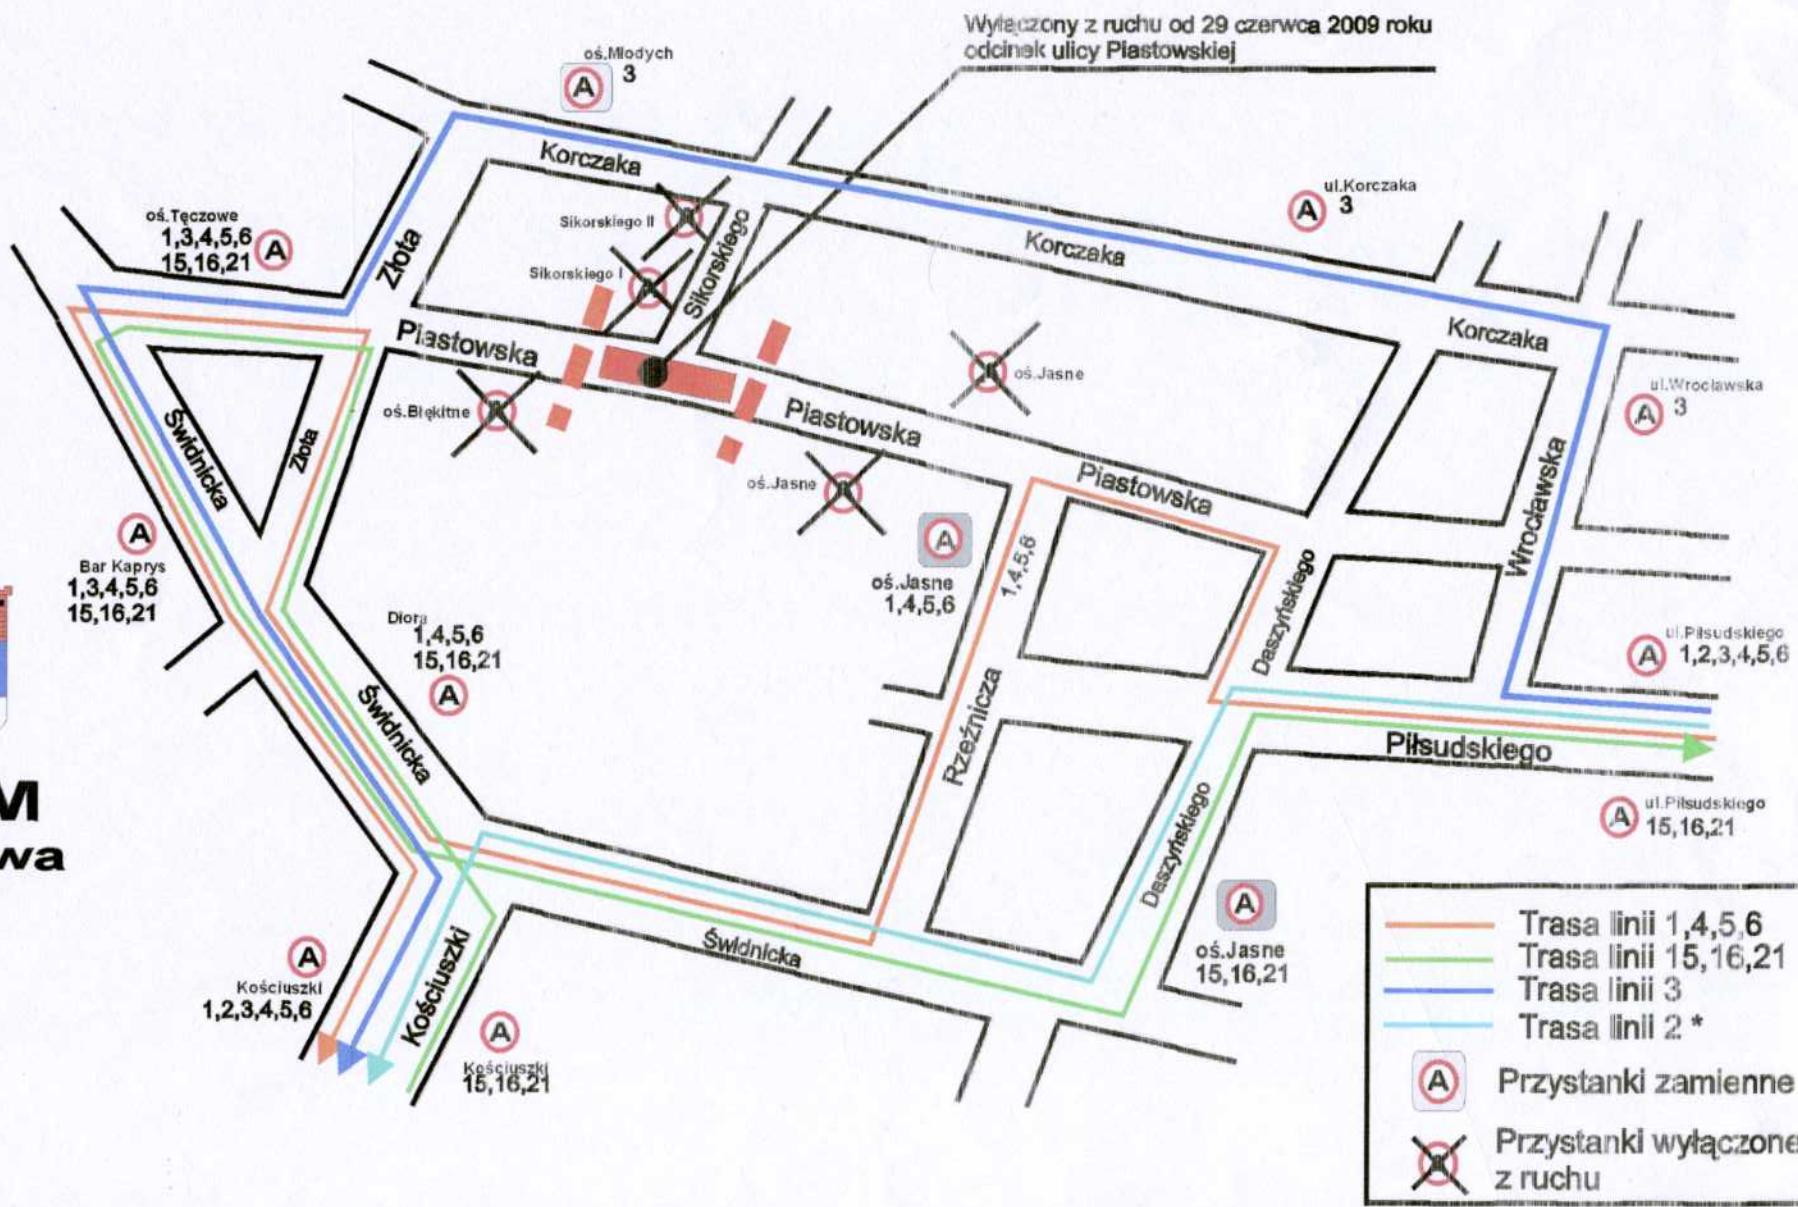 Wyłączony z ruchu od 29 czerwca 2009 roku
odcinek ulicy Piastowskiej
oś.Młodych
3
A
Korczaka
ul.Korczaka
3
A
oś.Tęczowe
1,3,4,5,6
15,16,21
A
Złota
Sikorskiego II
Sikorskiego I
Sikorskiego
Korczaka
Korczaka
Piastowska
oś.Błękitne
oś.Jasne
ul.Wrocławska
3
A
Świdnicka
Złota
Piastowska
oś.Jasne
Piastowska
Wrocławska
A
Bar Kaprys
1,3,4,5,6
15,16,21
A
oś.Jasne
1,4,5,6
1,4,5,6
Daszyńskiego
Diora
1,4,5,6
15,16,21
A
ul.Piłsudskiego
1,2,3,4,5,6
A
Świdnicka
Rzeźnicza
Piłsudskiego
M
wa
Daszyńskiego
ul.Piłsudskiego
15,16,21
A
A
Kościuszki
1,2,3,4,5,6
Kościuszki
Świdnicka
A
oś.Jasne
15,16,21
A
Kościuszki
15,16,21
Trasa linii 1,4,5,6
Trasa linii 15,16,21
Trasa linii 3
Trasa linii 2 *
A
Przystanki zamienne
Przystanki wyłączone
z ruchu